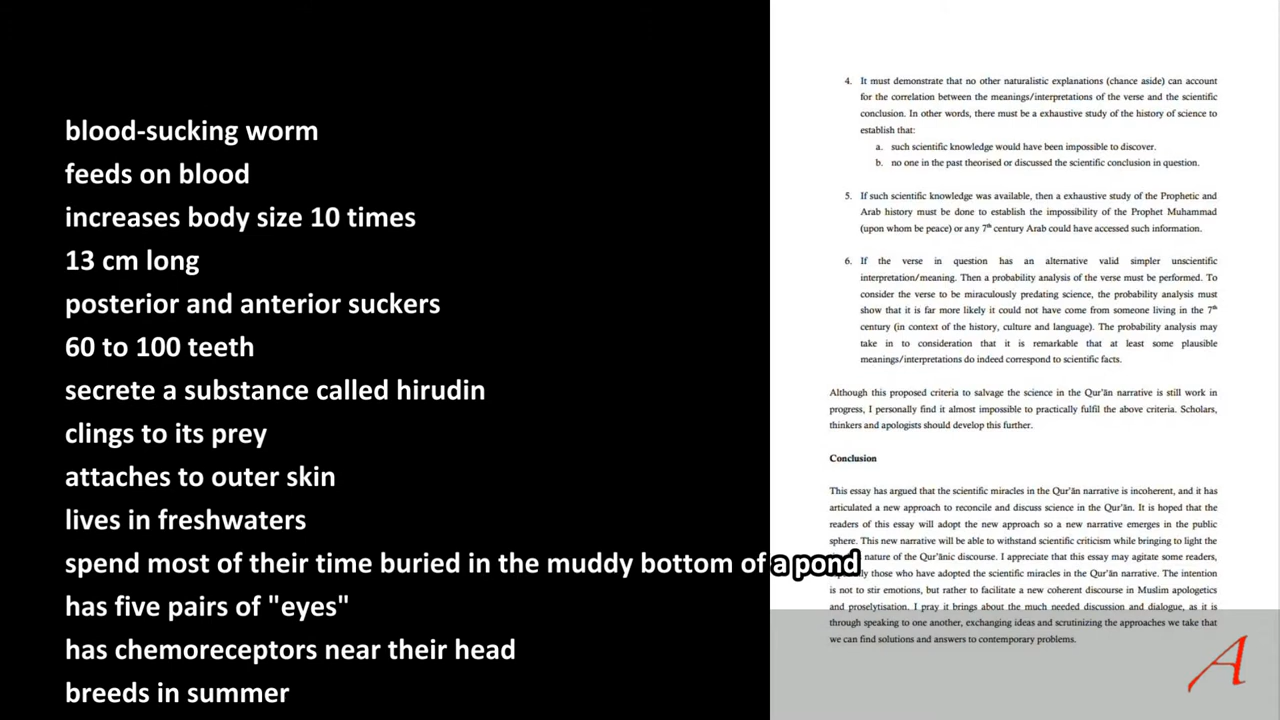 blood-sucking worm
feeds on blood
increases body size 10 times
13 cm long
posterior and anterior suckers
60 to 100 teeth
secrete a substance called hirudin
clings to its prey
attaches to outer skin
lives in freshwaters
spend most of their time buried in the muddy bottom of a pond
has five pairs of "eyes"
has chemoreceptors near their head
breeds in summer
4. It must demonstrate that no other naturalistic explanations (chance aside) can account
for the correlation between the meanings/interpretations of the verse and the scientific
conclusion. In other words, there must be a exhaustive study of the history of science to
establish that:
a. such scientific knowledge would have been impossible to discover.
b. no one in the past theorised or discussed the scientific conclusion in question.
5. If such scientific knowledge was available, then a exhaustive study of the Prophetic and
Arab history must be done to establish the impossibility of the Prophet Muhammad
(upon whom be peace) or any 7th century Arab could have accessed such information.
6. If the verse in question has an alternative valid simpler unscientific
interpretation/meaning. Then a probability analysis of the verse must be performed. To
consider the verse to be miraculously predating science, the probability analysis must
show that it is far more likely it could not have come from someone living in the 7th
century (in context of the history, culture and language). The probability analysis may
take in to consideration that it is remarkable that at least some plausible
meanings/interpretations do indeed correspond to scientific facts.
Although this proposed criteria to salvage the science in the Qur'ān narrative is still work in
progress, I personally find it almost impossible to practically fulfil the above criteria. Scholars,
thinkers and apologists should develop this further.
Conclusion
This essay has argued that the scientific miracles in the Qur'ān narrative is incoherent, and it has
articulated a new approach to reconcile and discuss science in the Qur'ān. It is hoped that the
readers of this essay will adopt the new approach so a new narrative emerges in the public
sphere. This new narrative will be able to withstand scientific criticism while bringing to light the
nature of the Qur'ānic discourse. I appreciate that this essay may agitate some readers,
those who have adopted the scientific miracles in the Qur'ān narrative. The intention
is not to stir emotions, but rather to facilitate a new coherent discourse in Muslim apologetics
and proselytisation. I pray it brings about the much needed discussion and dialogue, as it is
through speaking to one another, exchanging ideas and scrutinizing the approaches we take that
we can find solutions and answers to contemporary problems.
A